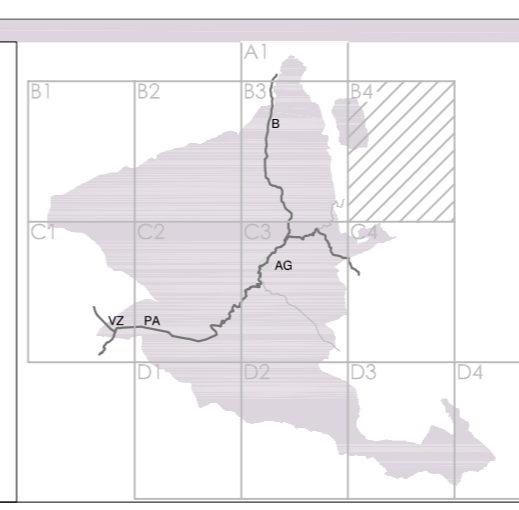 A1
B1 B2 B3 B4
B
C1 C2 C3 C4
AG
VZ PA
D1 D2 D3 D4